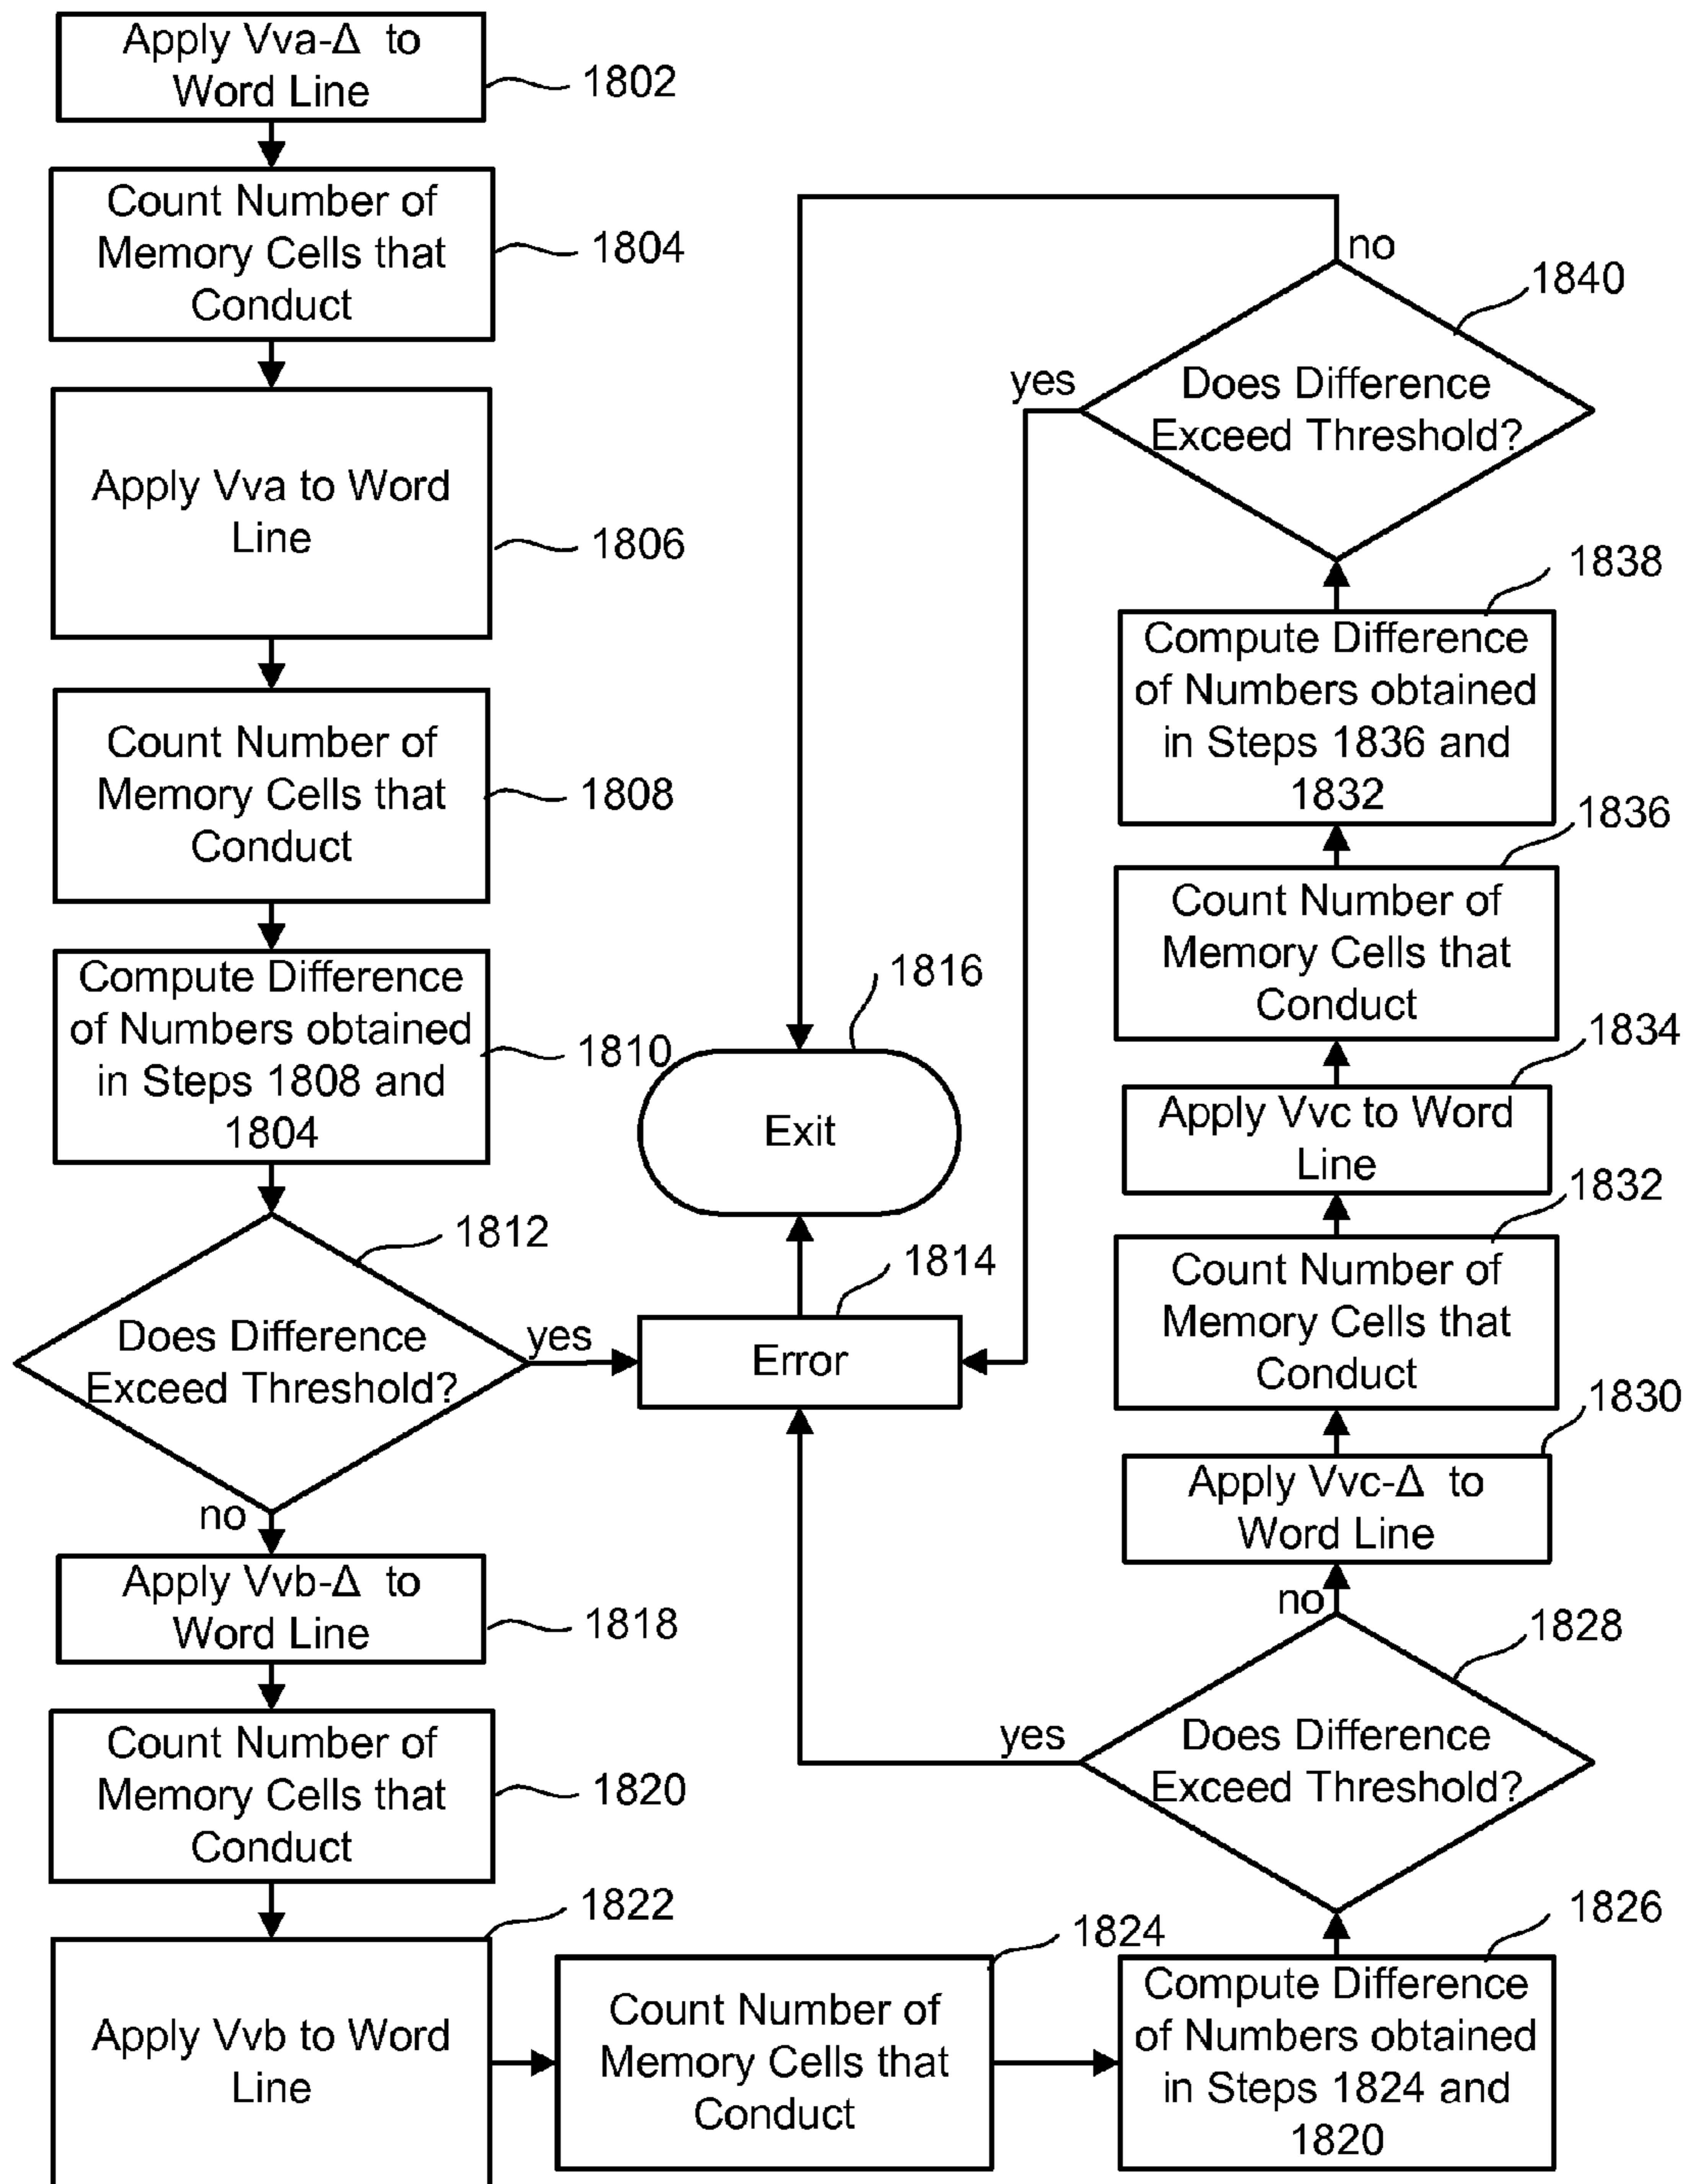 Apply Vva-Δ to
Word Line
1802
Count Number of
Memory Cells that
Conduct
1804
Apply Vva to Word
Line
1806
Count Number of
Memory Cells that
Conduct
1808
Compute Difference
of Numbers obtained
in Steps 1808 and
1804
1810
Does Difference
Exceed Threshold?
1812
yes
no
Error
1814
Exit
1816
Apply Vvb-Δ to
Word Line
1818
Count Number of
Memory Cells that
Conduct
1820
Apply Vvb to Word
Line
1822
Count Number of
Memory Cells that
Conduct
1824
Compute Difference
of Numbers obtained
in Steps 1824 and
1820
1826
Does Difference
Exceed Threshold?
1828
yes
no
Apply Vvc-Δ to
Word Line
1830
Count Number of
Memory Cells that
Conduct
1832
Apply Vvc to Word
Line
1834
Count Number of
Memory Cells that
Conduct
1836
Compute Difference
of Numbers obtained
in Steps 1836 and
1832
1838
Does Difference
Exceed Threshold?
1840
yes
no